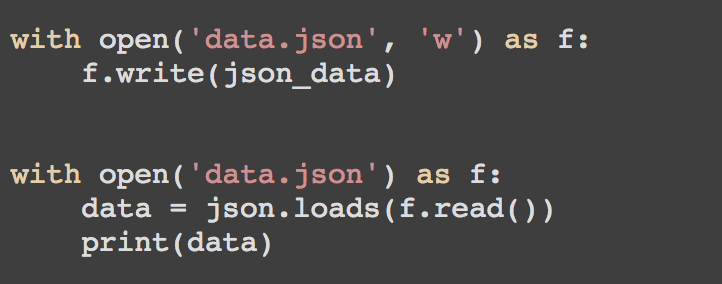 with open('data.json', 'w') as f:
    f.write(json_data)
with open('data.json') as f:
    data = json.loads(f.read())
    print(data)